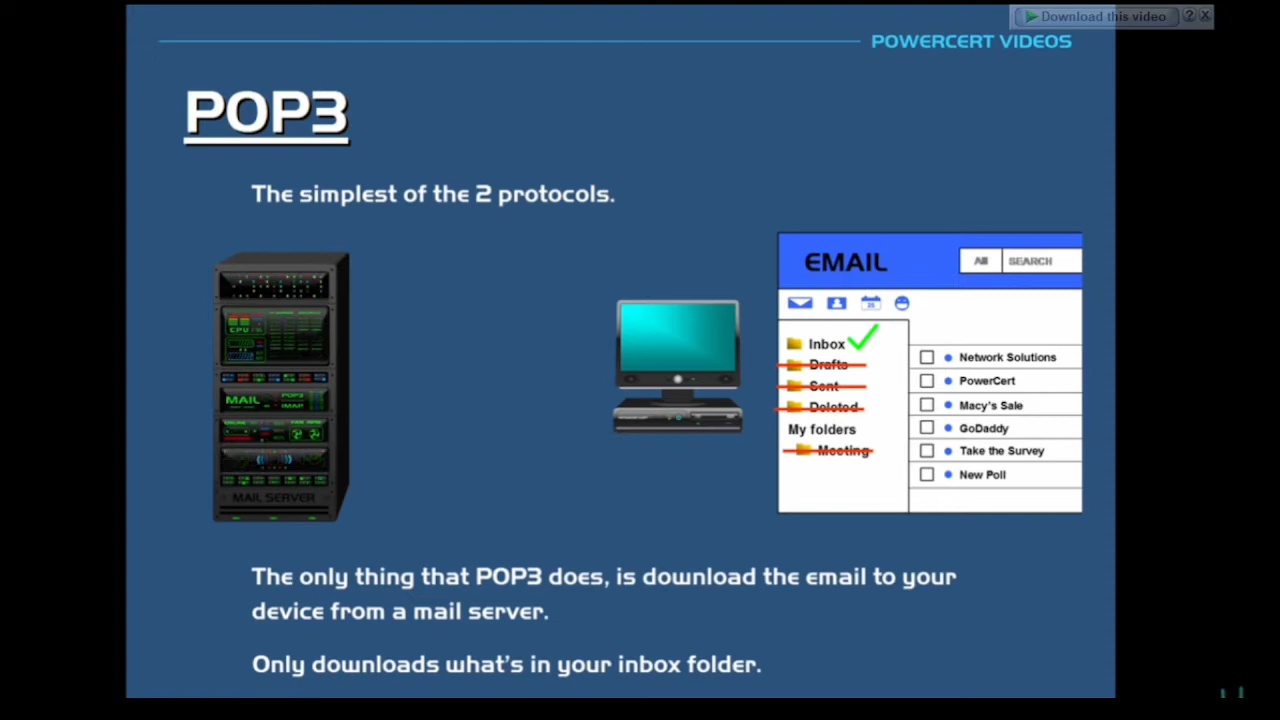 Download this video ? X
POWERCERT VIDEOS
POP3
The simplest of the 2 protocols.
EMAIL
All SEARCH
Inbox
Drafts
Sent
Deleted
My folders
Meeting
Network Solutions
PowerCert
Macy's Sale
GoDaddy
Take the Survey
New Poll
CPU
MAIL POP3
IMAP
MAIL SERVER
The only thing that POP3 does, is download the email to your
device from a mail server.
Only downloads what's in your inbox folder.